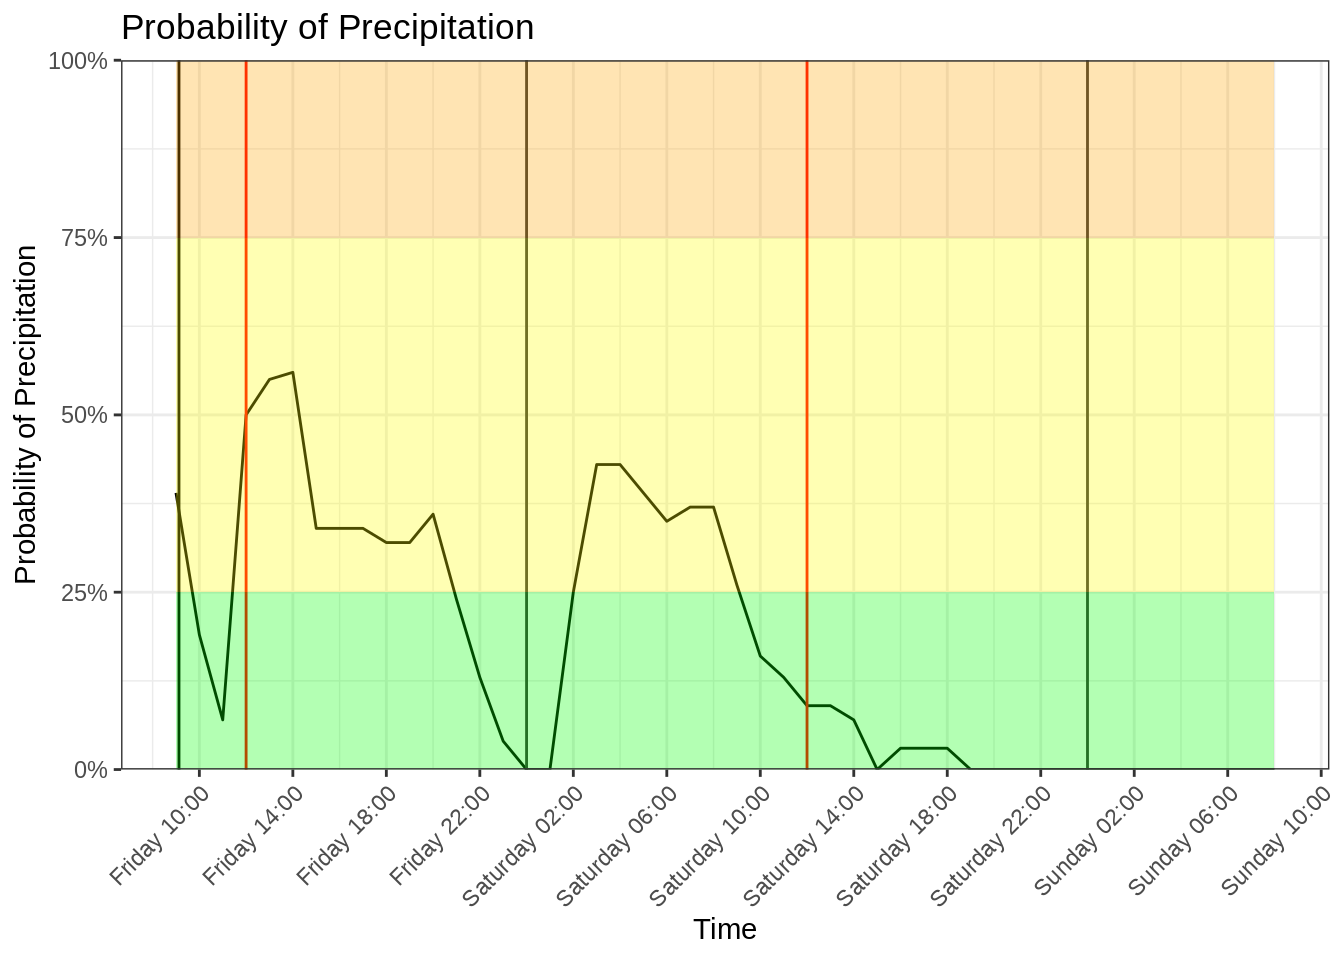 Probability of Precipitation
Probability of Precipitation
100%
75%
50%
25%
0%
Friday 10:00
Friday 14:00
Friday 18:00
Friday 22:00
Saturday 02:00
Saturday 06:00
Saturday 10:00
Saturday 14:00
Saturday 18:00
Saturday 22:00
Sunday 02:00
Sunday 06:00
Sunday 10:00
Time